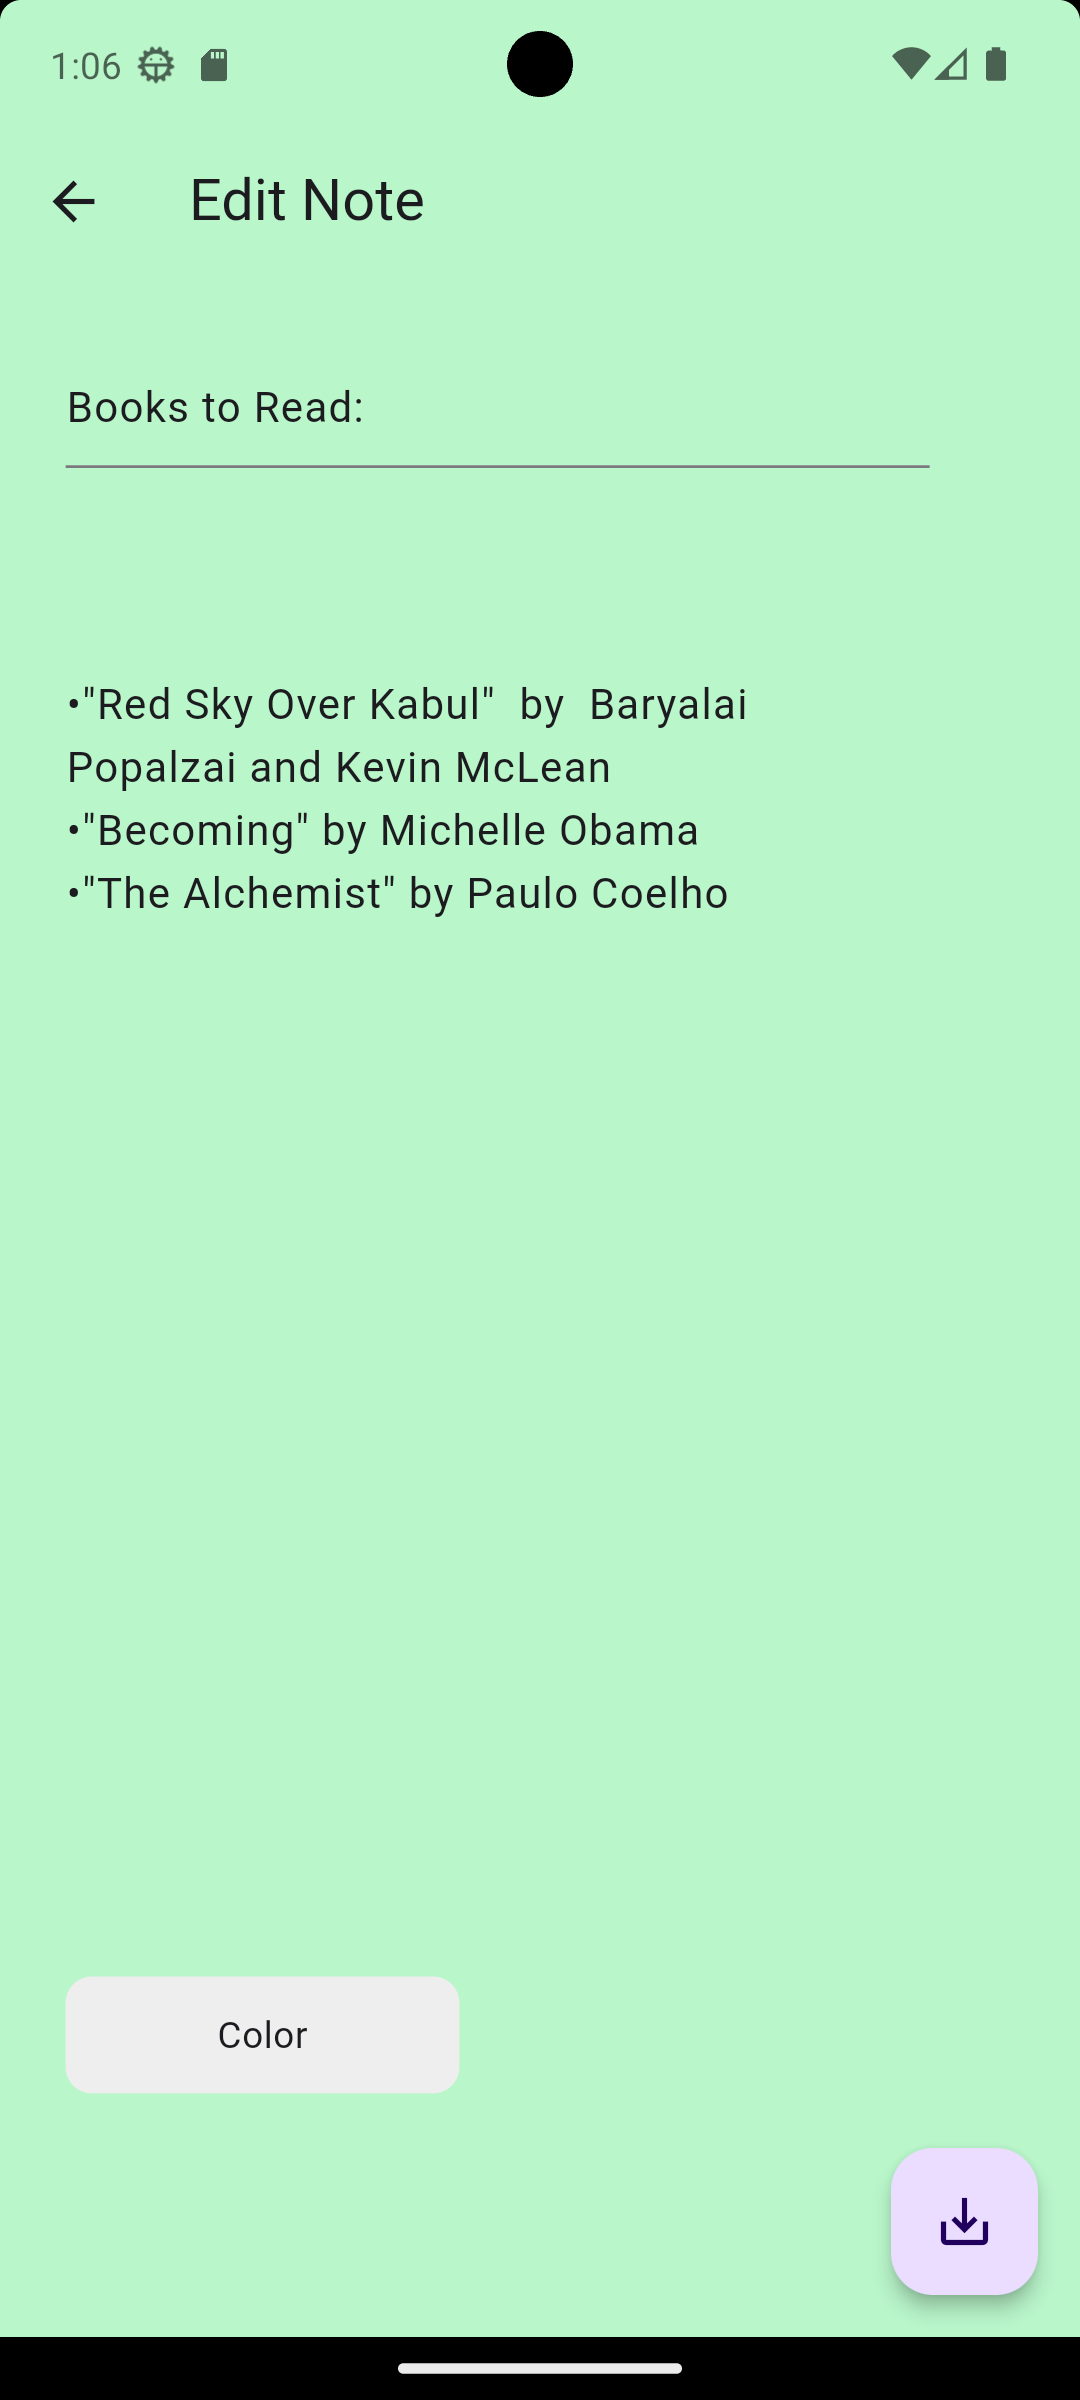 1:06
Edit Note
Books to Read:
•"Red Sky Over Kabul"  by  Baryalai
Popalzai and Kevin McLean
•"Becoming" by Michelle Obama
•"The Alchemist" by Paulo Coelho
Color